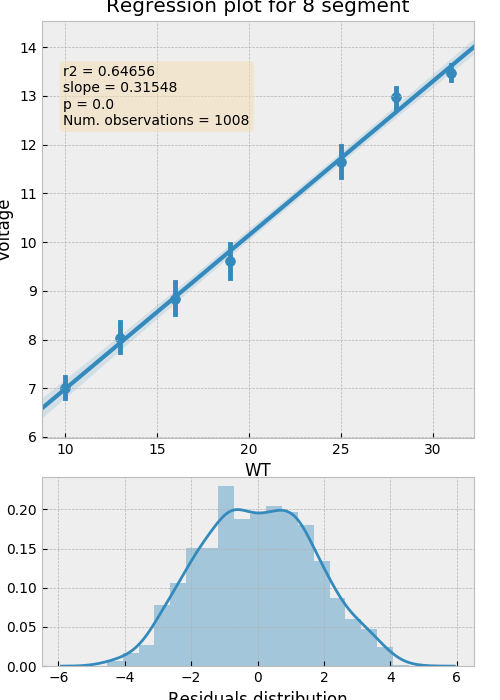 Regression plot for 8 segment
14
13
12
11
10
9
8
7
6
r2 = 0.64656
slope = 0.31548
p = 0.0
Num. observations = 1008
Voltage
10 15 20 25 30
WT
0.20
0.15
0.10
0.05
0.00
−6 −4 −2 0 2 4 6
Residuals distribution